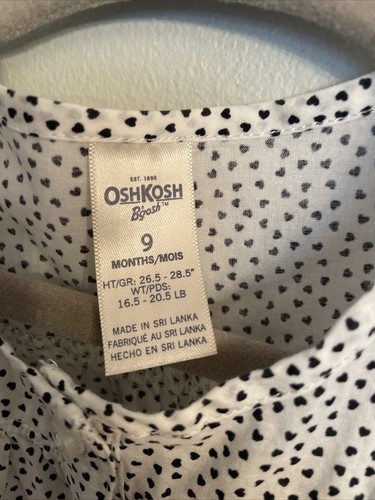 EST. 1895
OSHKOSH
B'gosh™
9
MONTHS/MOIS
HT/GR: 26.5 - 28.5"
WT/PDS:
16.5 - 20.5 LB
MADE IN SRI LANKA
FABRIQUÉ AU SRI LANKA
HECHO EN SRI LANKA